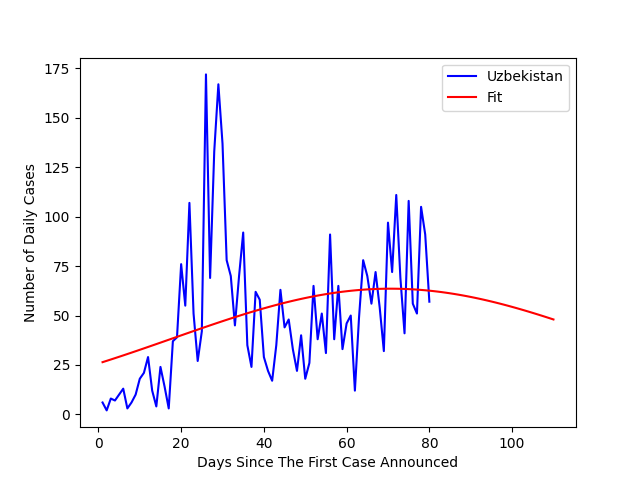 Uzbekistan
Fit
Number of Daily Cases
175
150
125
100
75
50
25
0
0 20 40 60 80 100
Days Since The First Case Announced